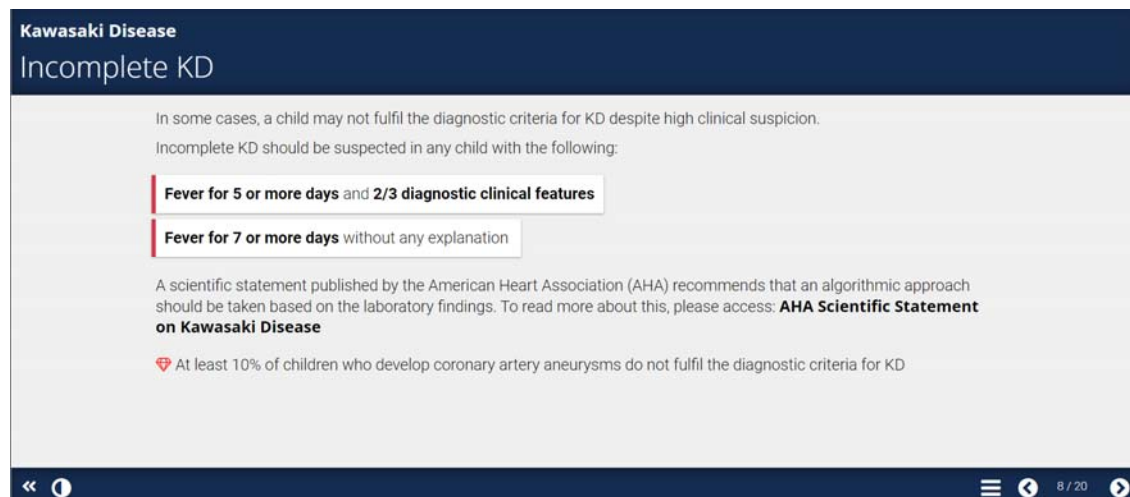 Kawasaki Disease
Incomplete KD
In some cases, a child may not fulfil the diagnostic criteria for KD despite high clinical suspicion.
Incomplete KD should be suspected in any child with the following:
Fever for 5 or more days and 2/3 diagnostic clinical features
Fever for 7 or more days without any explanation
A scientific statement published by the American Heart Association (AHA) recommends that an algorithmic approach
should be taken based on the laboratory findings. To read more about this, please access: AHA Scientific Statement
on Kawasaki Disease
At least 10% of children who develop coronary artery aneurysms do not fulfil the diagnostic criteria for KD
8 / 20